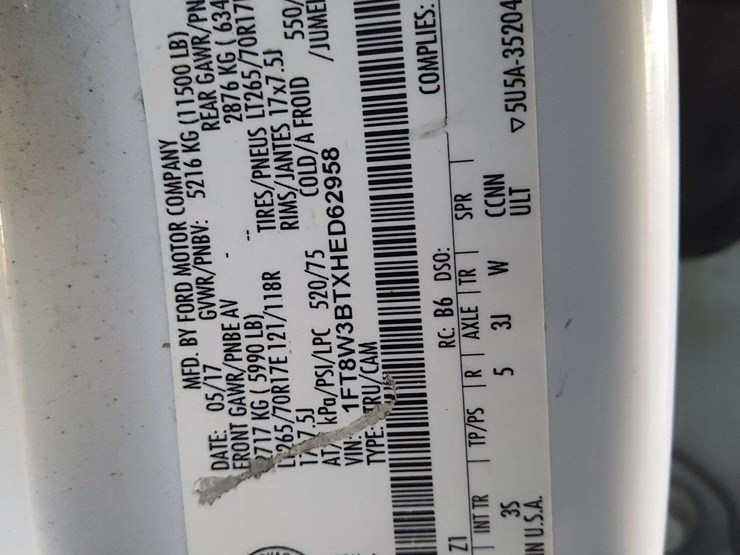 MFD. BY FORD MOTOR COMPANY
DATE: 05/17 GVWR/PNBV: 5216 KG (11500 LB)
FRONT GAWR/PNBE AV REAR GAWR/PN
2717 KG (5990 LB) 2876 KG (634
LT265/70R17E 121/118R TIRES/PNEUS LT265/70R17
17x7.5J RIMS/JANTES 17x7.5J
AT/ kPa/PSI/LPC 520/75 COLD/A FROID 550/
VIN: 1FT8W3BTXHED62958 /JUMEL
TYPE: TRU/CAM
COMPLIES:
Z1 RC: B6 DSO:
INT TR TP/PS R AXLE TR SPR
3S 5 3J W CCNN
N U.S.A. ULT ▽5U5A-35204